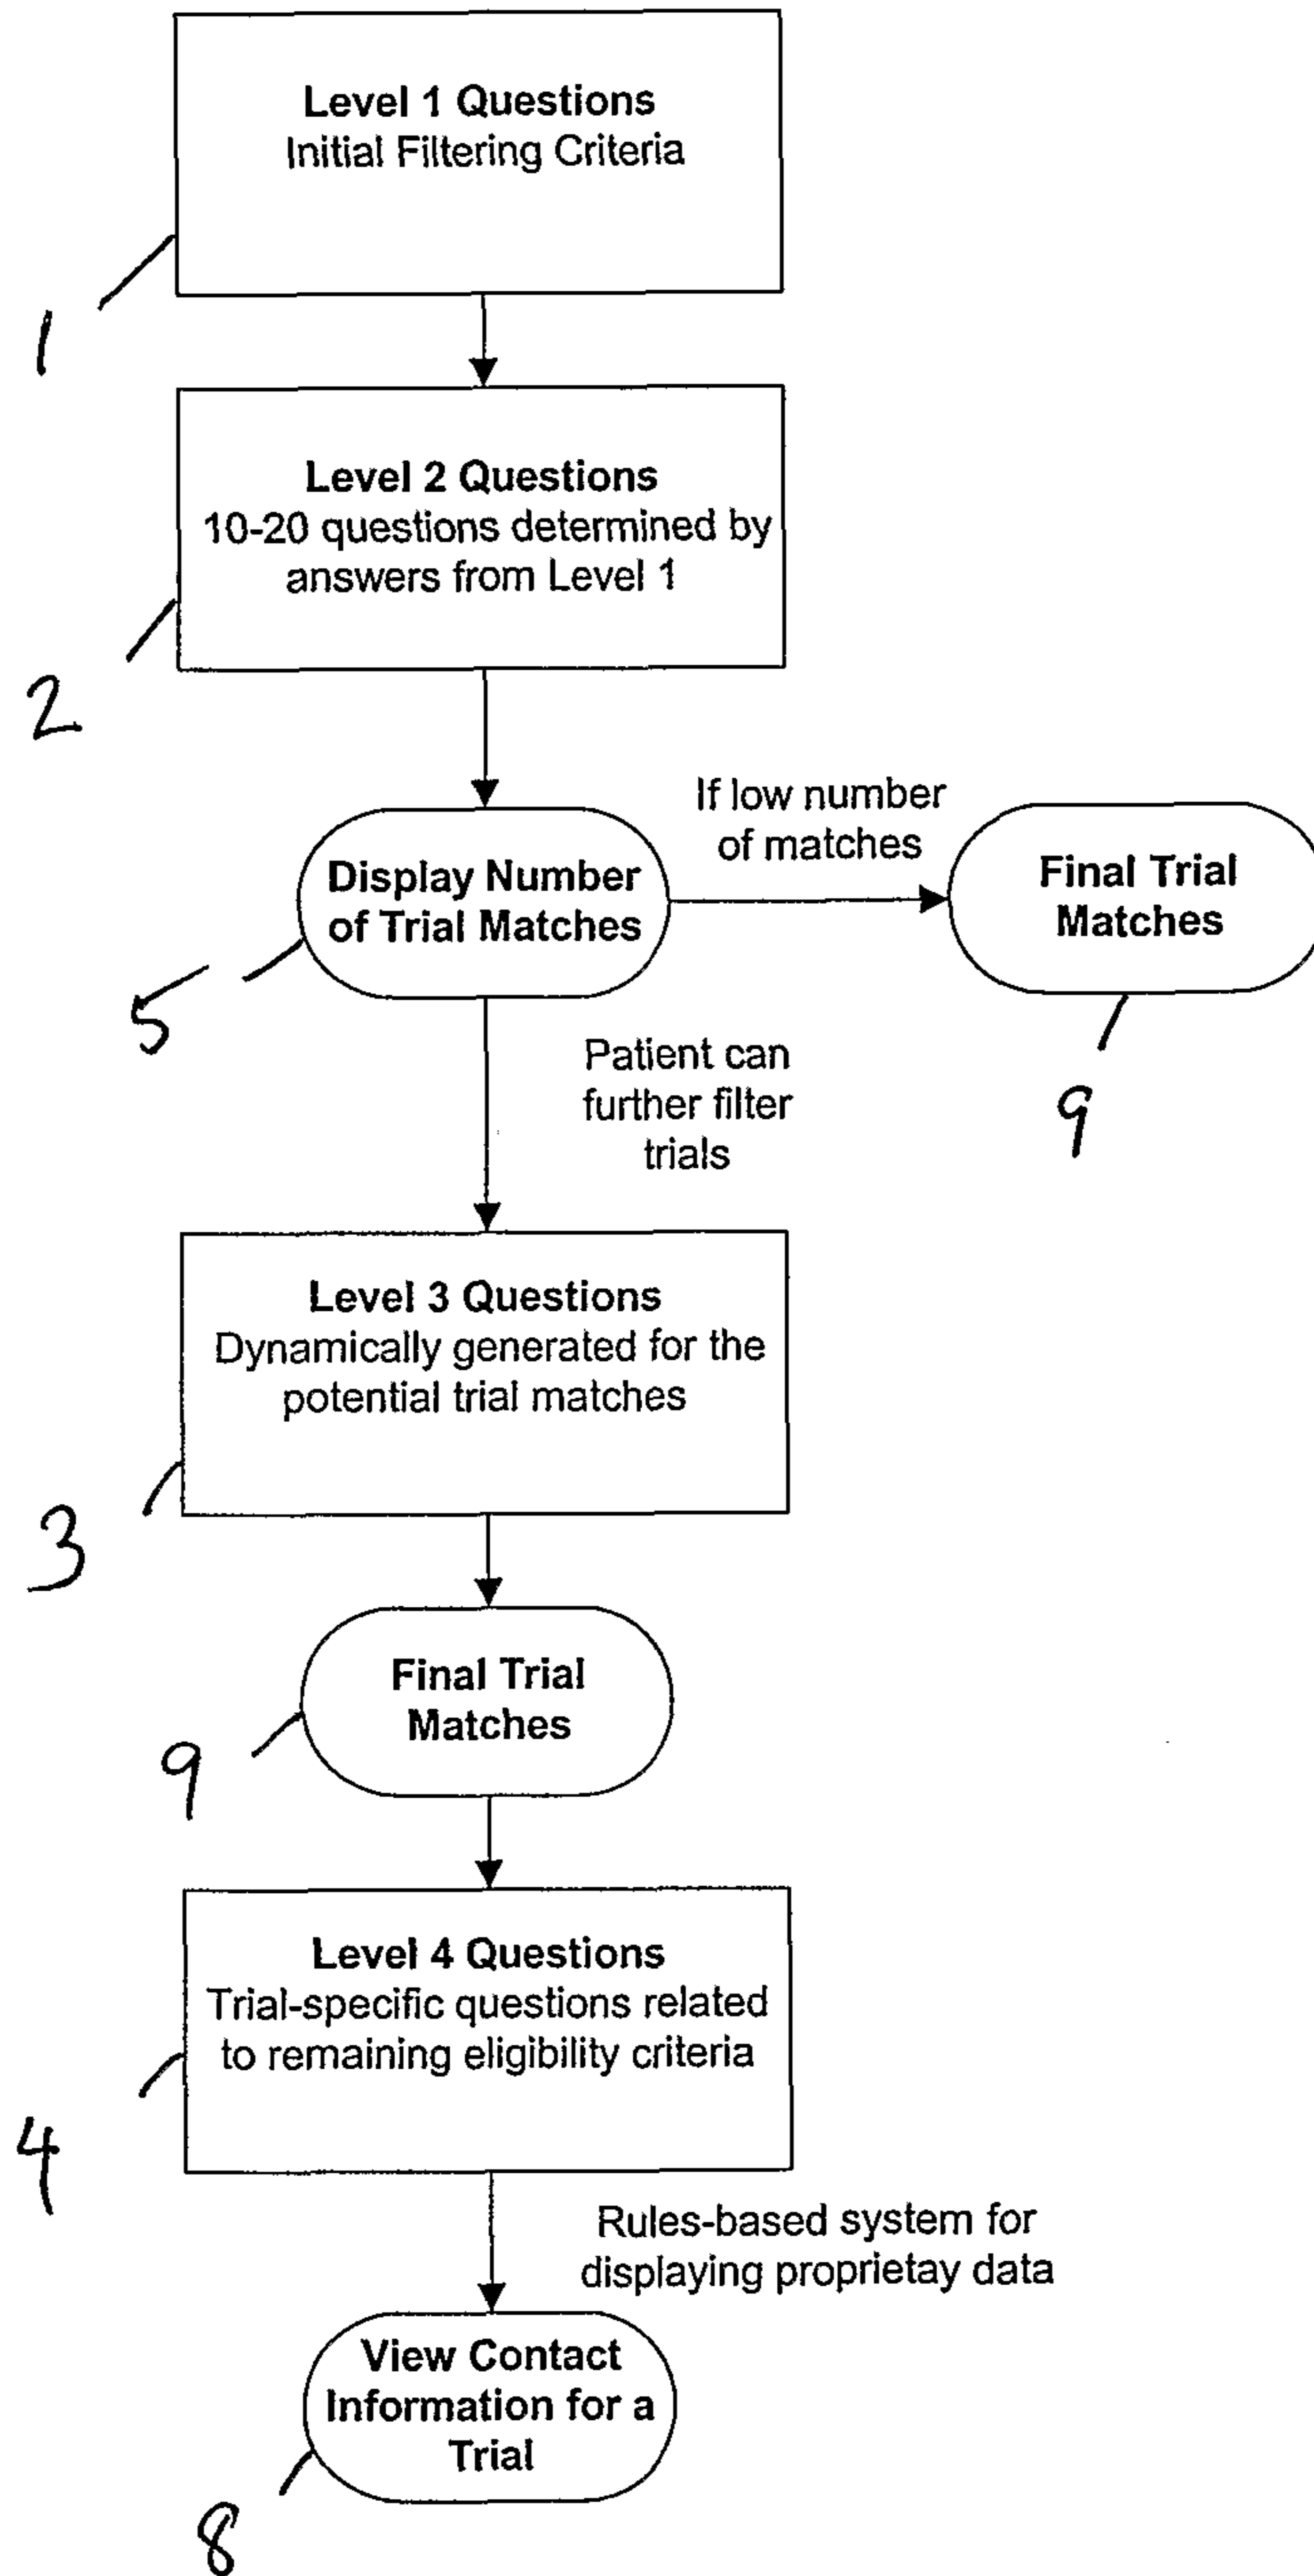 Level 1 Questions
Initial Filtering Criteria
1
Level 2 Questions
10-20 questions determined by
answers from Level 1
2
If low number
of matches
Display Number
of Trial Matches
Final Trial
Matches
5
9
Patient can
further filter
trials
Level 3 Questions
Dynamically generated for the
potential trial matches
3
Final Trial
Matches
9
Level 4 Questions
Trial-specific questions related
to remaining eligibility criteria
4
Rules-based system for
displaying proprietay data
View Contact
Information for a
Trial
8